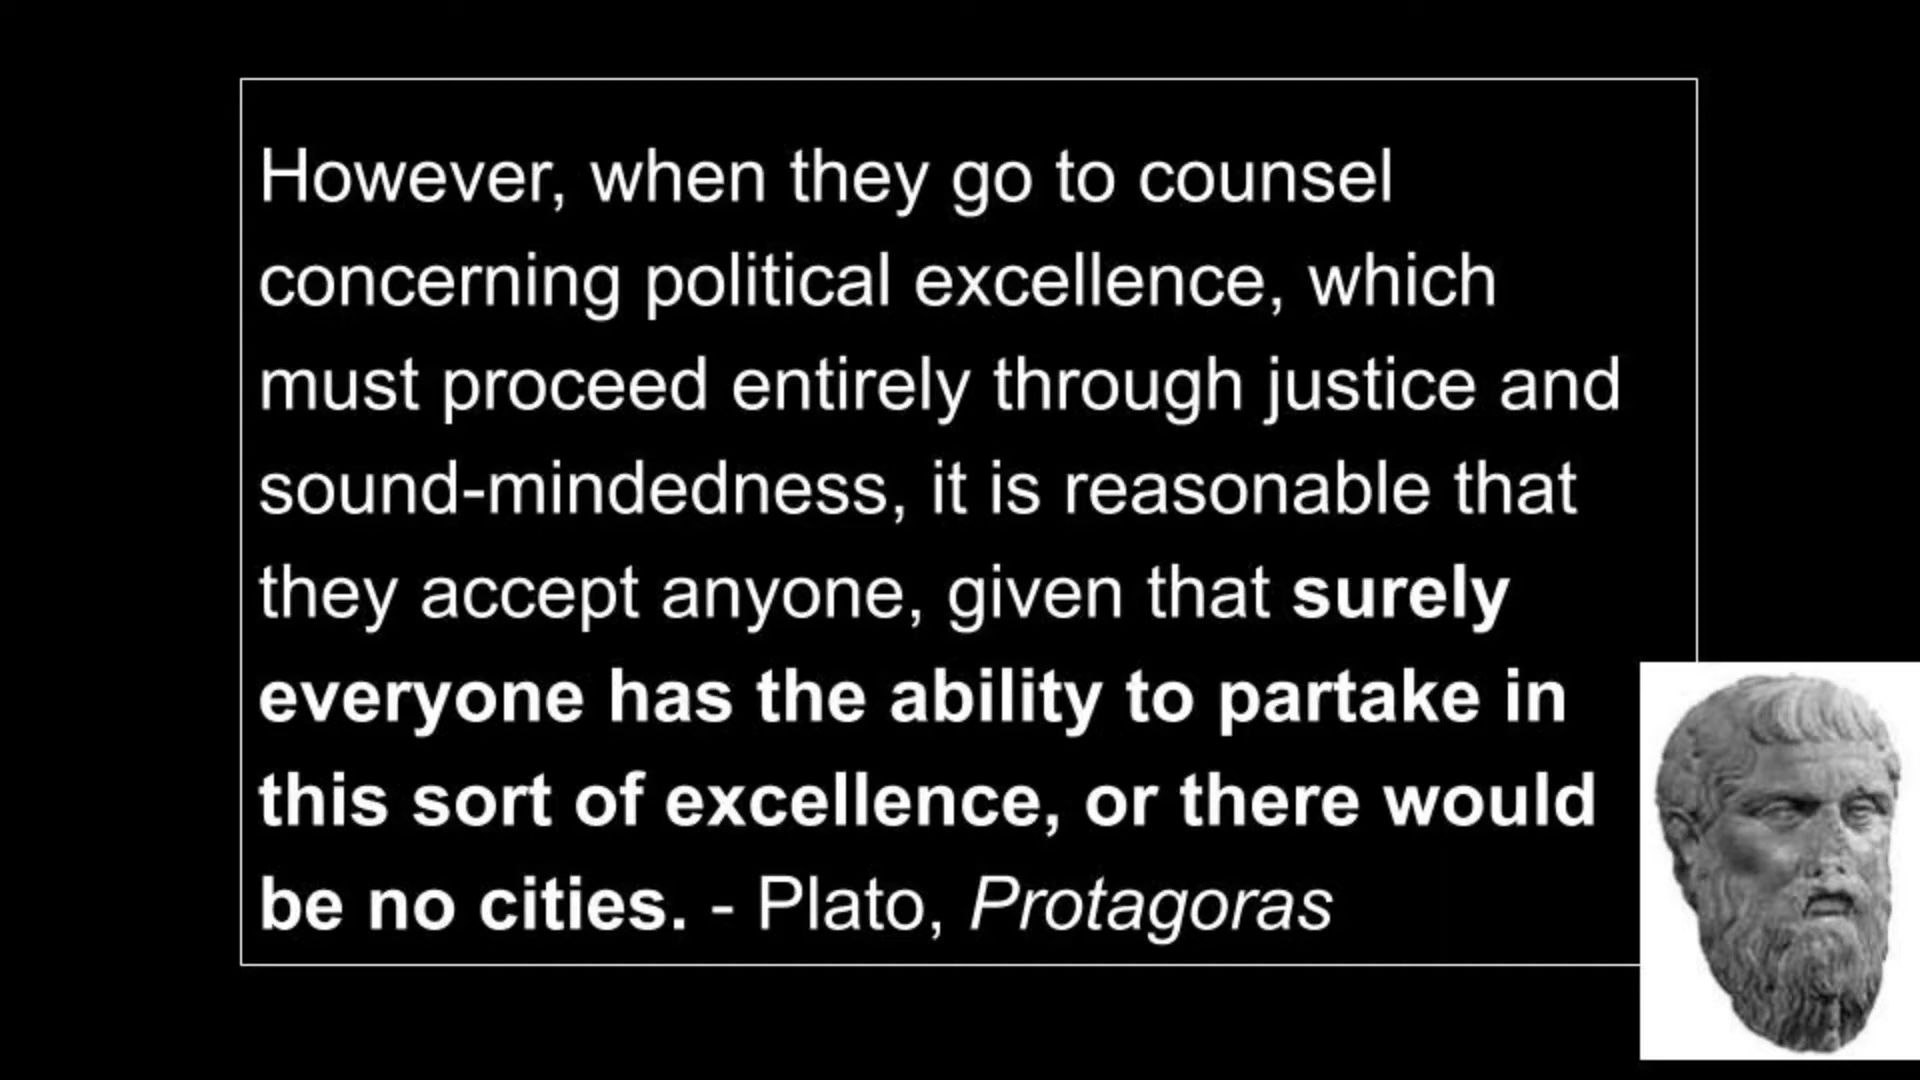 However, when they go to counsel
concerning political excellence, which
must proceed entirely through justice and
sound-mindedness, it is reasonable that
they accept anyone, given that surely
everyone has the ability to partake in
this sort of excellence, or there would
be no cities. - Plato, Protagoras